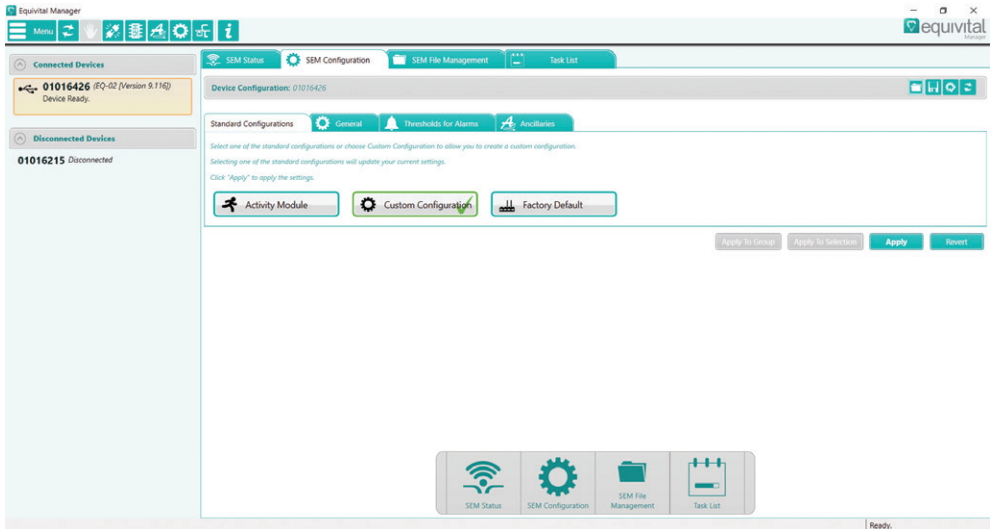 Equivital Manager
Menu
equivital
Manager
Connected Devices
01016426 (EQ-02 [Version 9.116])
Device Ready.
Disconnected Devices
01016215 Disconnected
SEM Status
SEM Configuration
SEM File Management
Task List
Device Configuration: 01016426
Standard Configurations
General
Thresholds for Alarms
Ancillaries
Select one of the standard configurations or choose Custom Configuration to allow you to create a custom configuration.
Selecting one of the standard configurations will update your current settings.
Click "Apply" to apply the settings.
Activity Module
Custom Configuration
Factory Default
Apply To Group
Apply To Selection
Apply
Revert
SEM Status
SEM Configuration
SEM File
Management
Task List
Ready.